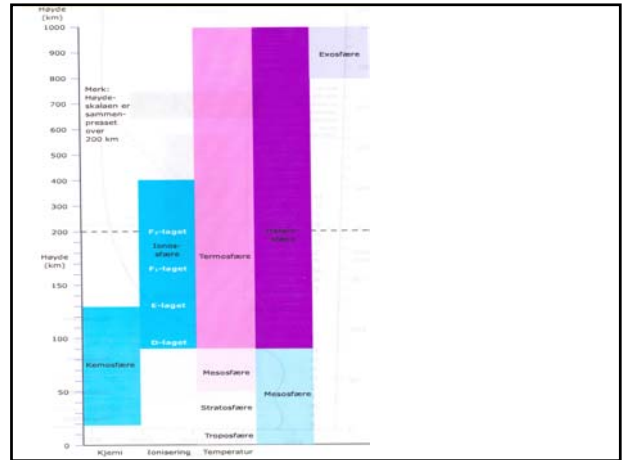 Høyde
(km)
1000
900
800
700
600
500
400
300
200
Høyde
(km)
150
100
50
0
Merk:
Høyde-
skalaen er
sammen-
presset
over
200 km
Exosfære
F₂-laget
Ionos-
sfære
F₁-laget
E-laget
D-laget
Termosfære
Kemosfære
Mesosfære
Mesosfære
Stratosfære
Troposfære
Kjemi Ionisering Temperatur